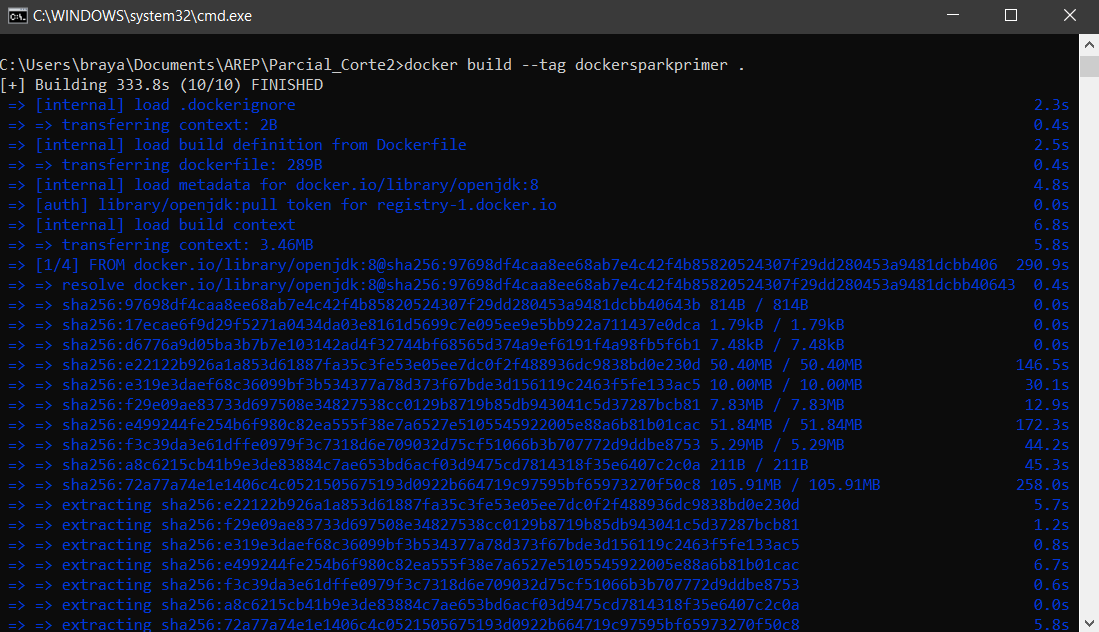 C:\WINDOWS\system32\cmd.exe
C:\Users\braya\Documents\AREP\Parcial_Corte2>docker build --tag dockersparkprimer .
[+] Building 333.8s (10/10) FINISHED
=> [internal] load .dockerignore 2.3s
=> => transferring context: 2B 0.4s
=> [internal] load build definition from Dockerfile 2.5s
=> => transferring dockerfile: 289B 0.4s
=> [internal] load metadata for docker.io/library/openjdk:8 4.8s
=> [auth] library/openjdk:pull token for registry-1.docker.io 0.0s
=> [internal] load build context 6.8s
=> => transferring context: 3.46MB 5.8s
=> [1/4] FROM docker.io/library/openjdk:8@sha256:97698df4caa8ee68ab7e4c42f4b85820524307f29dd280453a9481dcbb406 290.9s
=> => resolve docker.io/library/openjdk:8@sha256:97698df4caa8ee68ab7e4c42f4b85820524307f29dd280453a9481dcbb40643 0.4s
=> => sha256:97698df4caa8ee68ab7e4c42f4b85820524307f29dd280453a9481dcbb40643b 814B / 814B 0.0s
=> => sha256:17ecae6f9d29f5271a0434da03e8161d5699c7e095ee9e5bb922a711437e0dca 1.79kB / 1.79kB 0.0s
=> => sha256:d6776a9d05ba3b7b7e103142ad4f32744bf68565d374a9ef6191f4a98fb5f6b1 7.48kB / 7.48kB 0.0s
=> => sha256:e22122b926a1a853d61887fa35c3fe53e05ee7dc0f2f488936dc9838bd0e230d 50.40MB / 50.40MB 146.5s
=> => sha256:e319e3daef68c36099bf3b534377a78d373f67bde3d156119c2463f5fe133ac5 10.00MB / 10.00MB 30.1s
=> => sha256:f29e09ae83733d697508e34827538cc0129b8719b85db943041c5d37287bcb81 7.83MB / 7.83MB 12.9s
=> => sha256:e499244fe254b6f980c82ea555f38e7a6527e5105545922005e88a6b81b01cac 51.84MB / 51.84MB 172.3s
=> => sha256:f3c39da3e61dffe0979f3c7318d6e709032d75cf51066b3b707772d9ddbe8753 5.29MB / 5.29MB 44.2s
=> => sha256:a8c6215cb41b9e3de83884c7ae653bd6acf03d9475cd7814318f35e6407c2c0a 211B / 211B 45.3s
=> => sha256:72a77a74e1e1406c4c0521505675193d0922b664719c97595bf65973270f50c8 105.91MB / 105.91MB 258.0s
=> => extracting sha256:e22122b926a1a853d61887fa35c3fe53e05ee7dc0f2f488936dc9838bd0e230d 5.7s
=> => extracting sha256:f29e09ae83733d697508e34827538cc0129b8719b85db943041c5d37287bcb81 1.2s
=> => extracting sha256:e319e3daef68c36099bf3b534377a78d373f67bde3d156119c2463f5fe133ac5 0.8s
=> => extracting sha256:e499244fe254b6f980c82ea555f38e7a6527e5105545922005e88a6b81b01cac 6.7s
=> => extracting sha256:f3c39da3e61dffe0979f3c7318d6e709032d75cf51066b3b707772d9ddbe8753 0.6s
=> => extracting sha256:a8c6215cb41b9e3de83884c7ae653bd6acf03d9475cd7814318f35e6407c2c0a 0.0s
=> => extracting sha256:72a77a74e1e1406c4c0521505675193d0922b664719c97595bf65973270f50c8 5.8s